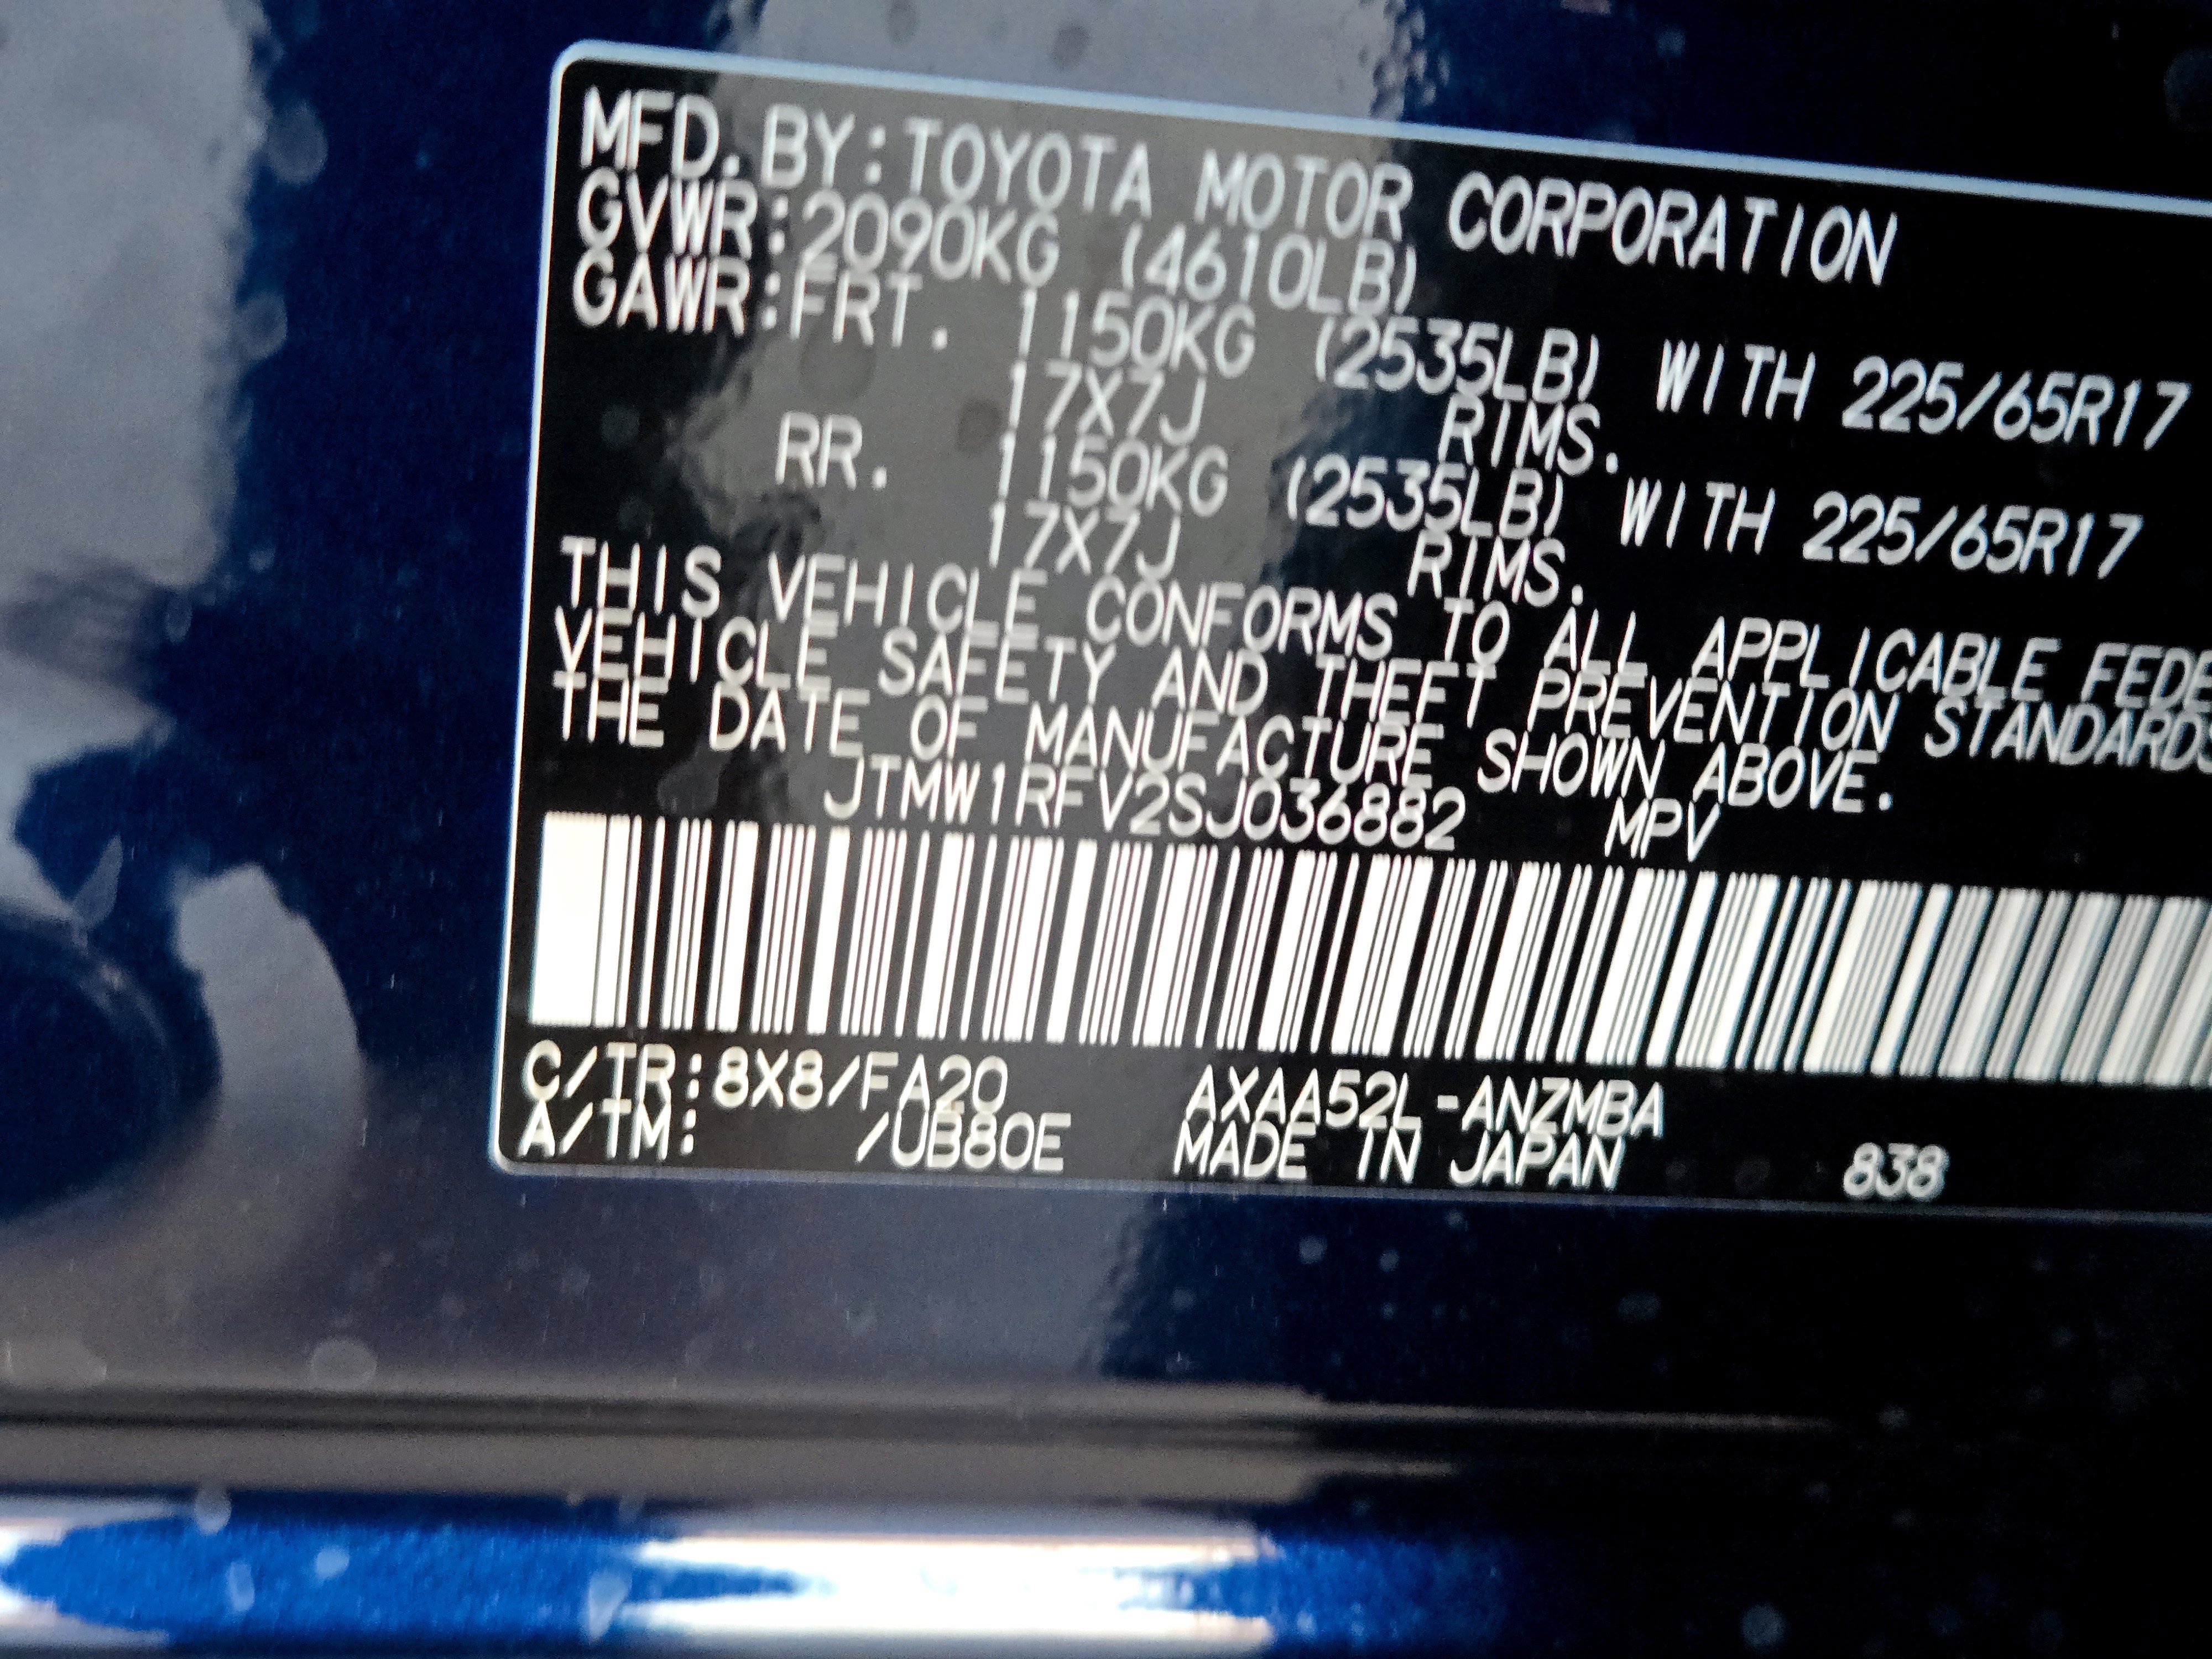 MFD.BY:TOYOTA MOTOR CORPORATION
GVWR:2090KG (4610LB)
GAWR:FRT. 1150KG (2535LB) WITH 225/65R17
17X7J RIMS.
RR. 1150KG (2535LB) WITH 225/65R17
17X7J RIMS.
THIS VEHICLE CONFORMS TO ALL APPLICABLE FEDE
VEHICLE SAFETY AND THEFT PREVENTION STANDARDS
THE DATE OF MANUFACTURE SHOWN ABOVE.
JTMW1RFV2SJ036882 MPV
C/TR:8X8/FA20 AXAA52L-ANZMBA
A/TM: /UB80E MADE IN JAPAN 838